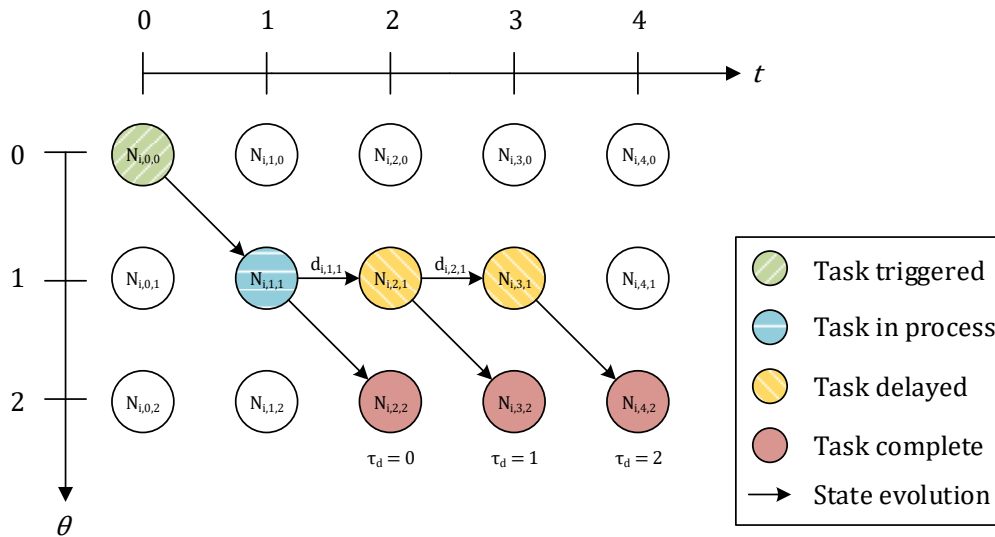 0 1 2 3 4
t
0 N_{i,0,0} N_{i,1,0} N_{i,2,0} N_{i,3,0} N_{i,4,0}
1 N_{i,0,1} N_{i,1,1} d_{i,1,1} N_{i,2,1} d_{i,2,1} N_{i,3,1} N_{i,4,1}
2 N_{i,0,2} N_{i,1,2} N_{i,2,2} N_{i,3,2} N_{i,4,2}
τ_d = 0 τ_d = 1 τ_d = 2
θ
Task triggered
Task in process
Task delayed
Task complete
State evolution